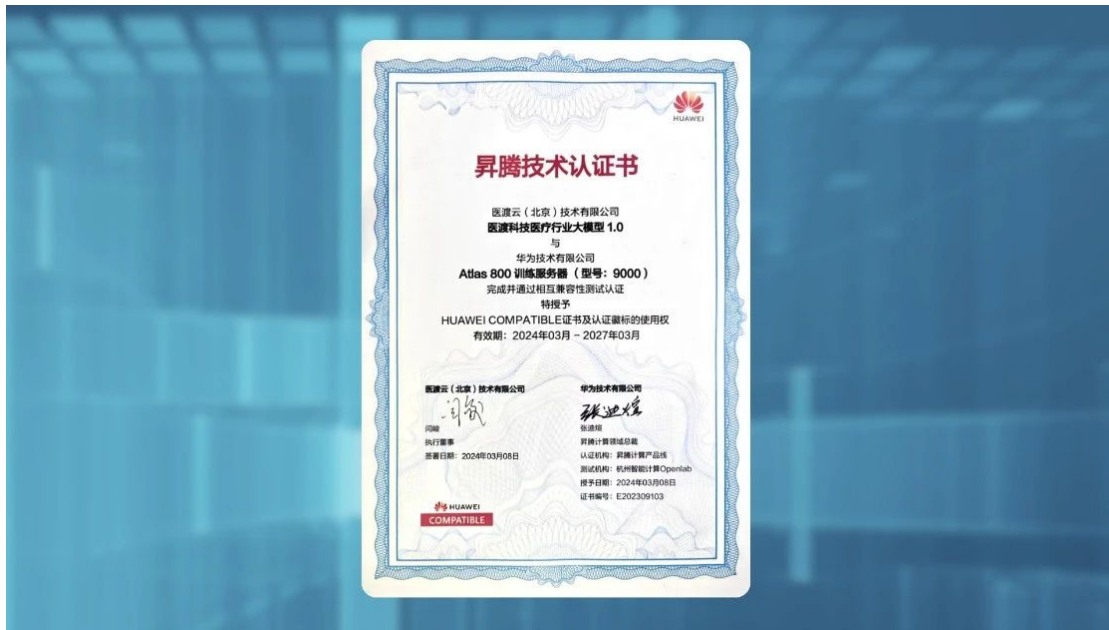 HUAWEI
昇腾技术认证书
医渡云（北京）技术有限公司
医渡科技医疗行业大模型 1.0
与
华为技术有限公司
Atlas 800 训练服务器（型号：9000）
完成并通过相互兼容性测试认证
特授予
HUAWEI COMPATIBLE证书及认证徽标的使用权
有效期：2024年03月 - 2027年03月
医渡云（北京）技术有限公司
闫峻
执行董事
签署日期：2024年03月08日
华为技术有限公司
张迪煊
张迪煊
昇腾计算领域总裁
认证机构：昇腾计算产品线
测试机构：杭州智能计算Openlab
授予日期：2024年03月08日
证书编号：E202309103
HUAWEI
COMPATIBLE